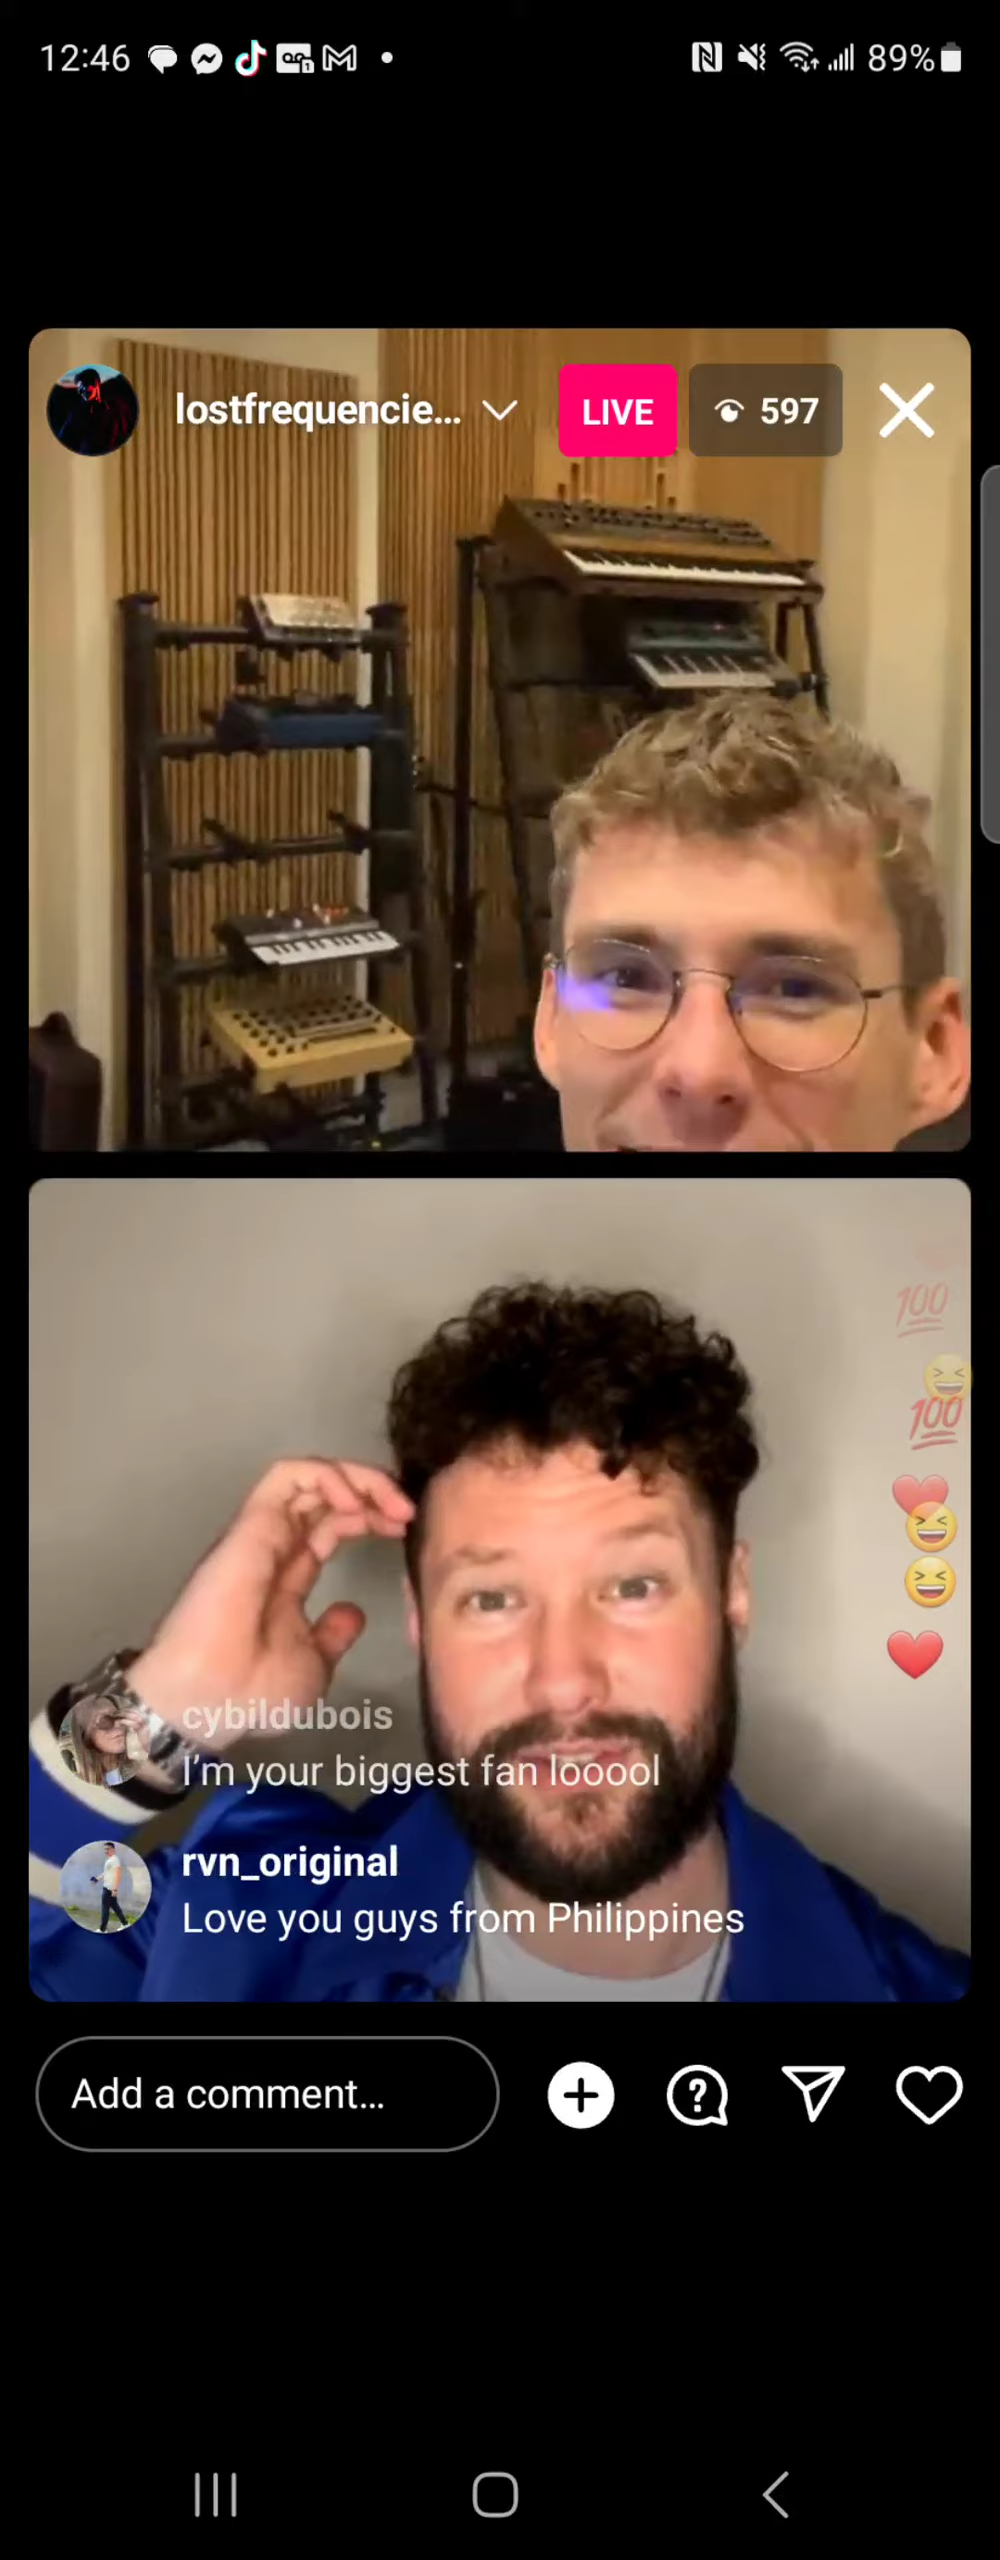 12:46
89%
lostfrequencie...
LIVE
597
cybildubois
I'm your biggest fan looool
rvn_original
Love you guys from Philippines
Add a comment...